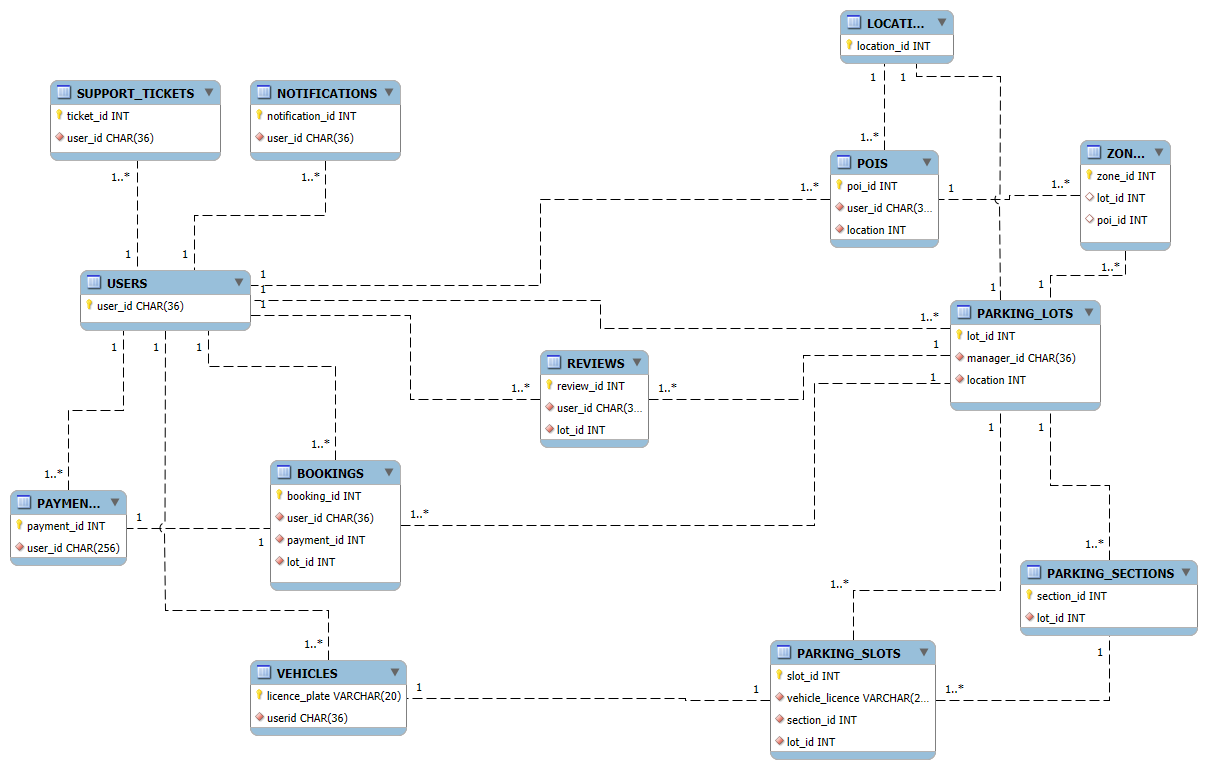 LOCATI...
location_id INT
1
1
1..*
SUPPORT_TICKETS
ticket_id INT
user_id CHAR(36)
1..*
1
NOTIFICATIONS
notification_id INT
user_id CHAR(36)
1..*
1
POIS
poi_id INT
user_id CHAR(3...
location INT
1..*
1
1..*
ZON...
zone_id INT
lot_id INT
poi_id INT
1..*
1
1
USERS
user_id CHAR(36)
1
1
1
1
1
1
1..*
1
1
PARKING_LOTS
lot_id INT
manager_id CHAR(36)
location INT
1
1
REVIEWS
review_id INT
user_id CHAR(3...
lot_id INT
1..*
1..*
1..*
1..*
BOOKINGS
booking_id INT
user_id CHAR(36)
payment_id INT
lot_id INT
1..*
PAYMEN...
payment_id INT
user_id CHAR(256)
1
1
1..*
PARKING_SECTIONS
section_id INT
lot_id INT
1
1..*
1..*
VEHICLES
licence_plate VARCHAR(20)
userid CHAR(36)
1
1
PARKING_SLOTS
slot_id INT
vehicle_licence VARCHAR(2...
section_id INT
lot_id INT
1..*